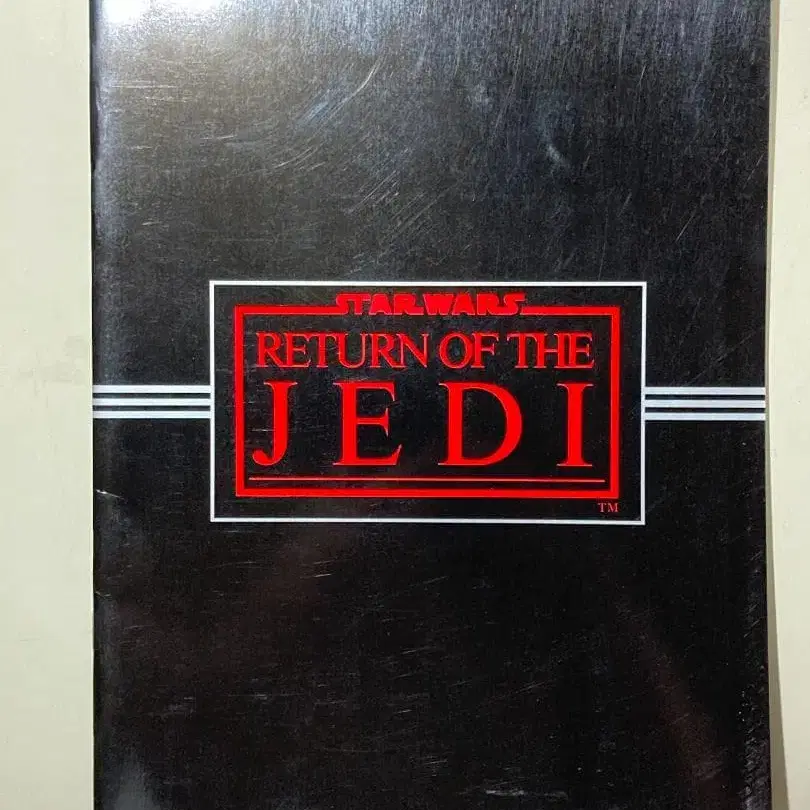 STAR WARS
RETURN OF THE
JEDI
TM